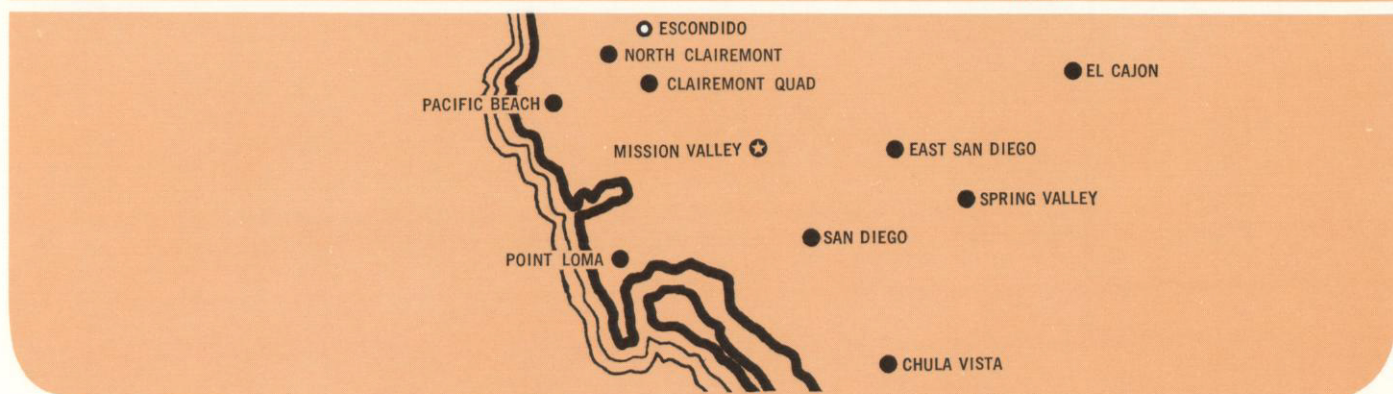 ESCONDIDO
NORTH CLAIREMONT
EL CAJON
CLAIREMONT QUAD
PACIFIC BEACH
MISSION VALLEY
EAST SAN DIEGO
SPRING VALLEY
SAN DIEGO
POINT LOMA
CHULA VISTA